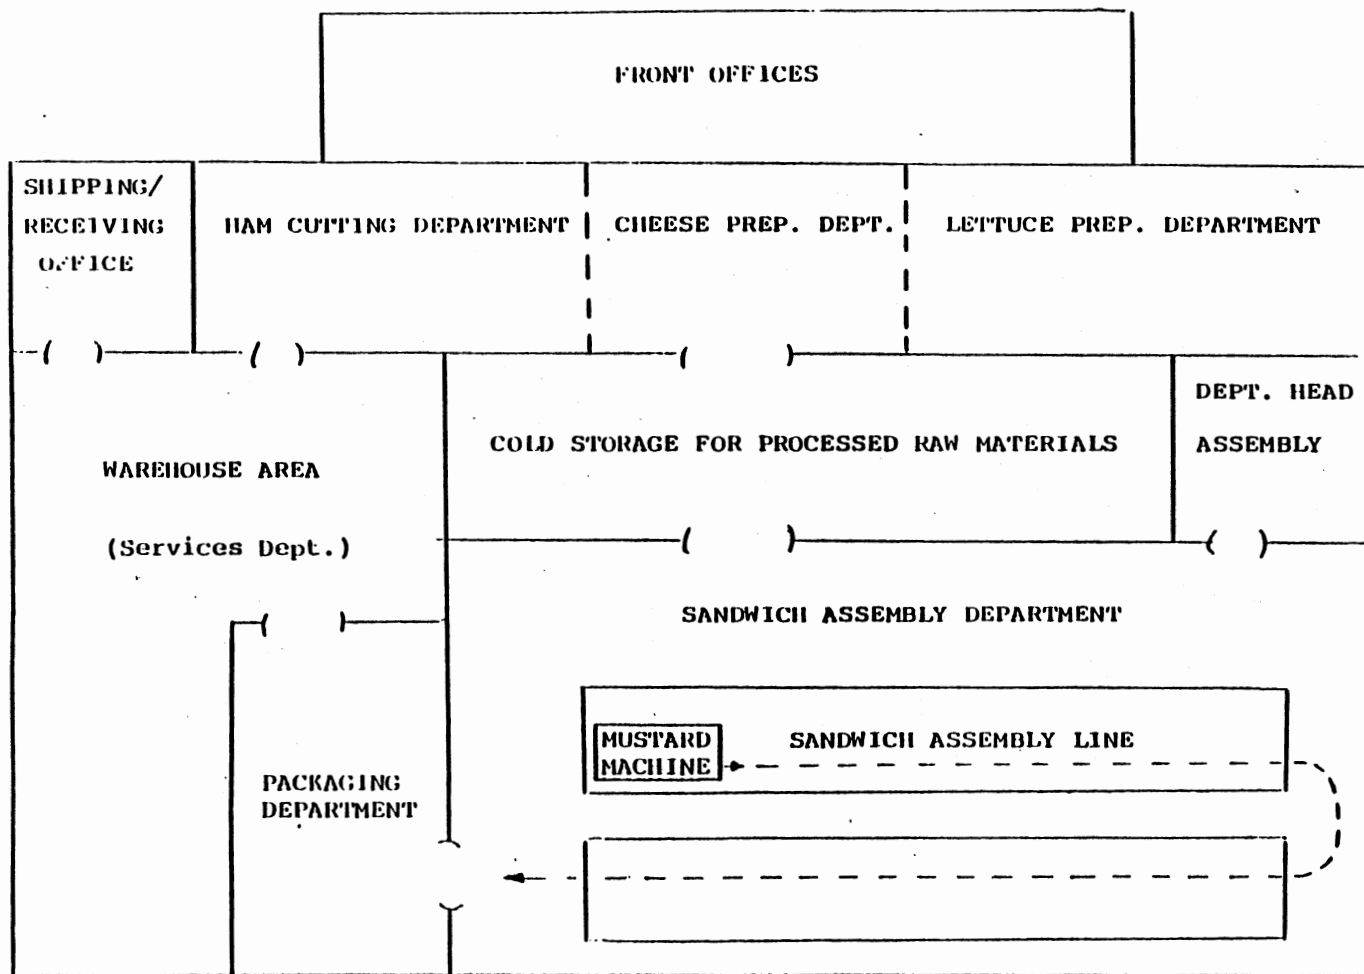 FRONT OFFICES
SHIPPING/
RECEIVING
OFFICE
HAM CUTTING DEPARTMENT
CHEESE PREP. DEPT.
LETTUCE PREP. DEPARTMENT
DEPT. HEAD
ASSEMBLY
COLD STORAGE FOR PROCESSED RAW MATERIALS
WAREHOUSE AREA
(Services Dept.)
SANDWICH ASSEMBLY DEPARTMENT
MUSTARD
MACHINE
SANDWICH ASSEMBLY LINE
PACKAGING
DEPARTMENT